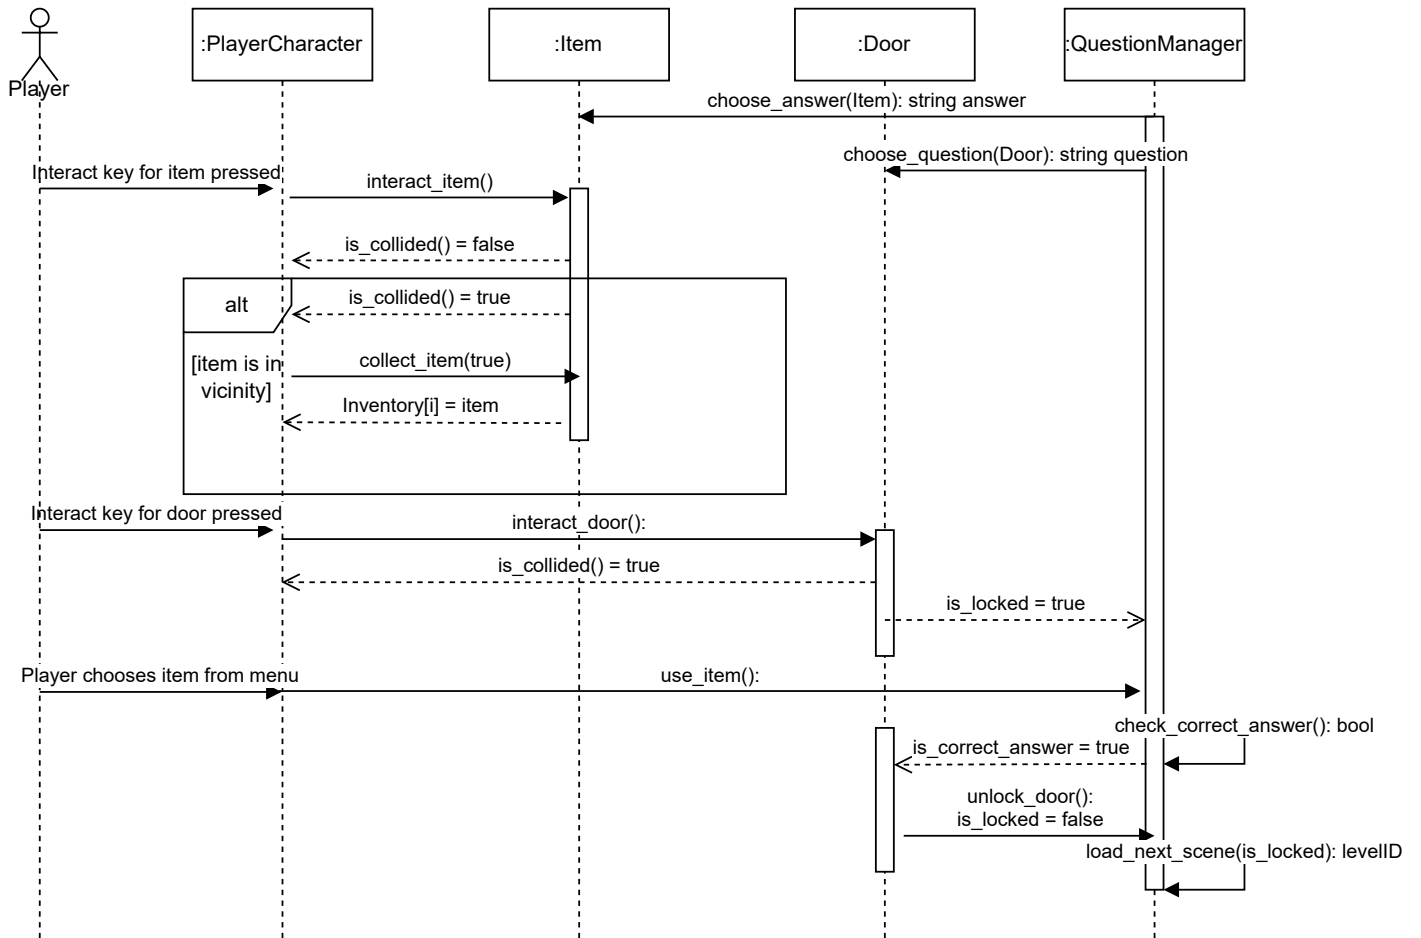 Player
:PlayerCharacter
:Item
:Door
:QuestionManager
choose_answer(Item): string answer
choose_question(Door): string question
Interact key for item pressed
interact_item()
is_collided() = false
alt
is_collided() = true
[item is in
vicinity]
collect_item(true)
Inventory[i] = item
Interact key for door pressed
interact_door():
is_collided() = true
is_locked = true
Player chooses item from menu
use_item():
check_correct_answer(): bool
is_correct_answer = true
unlock_door():
is_locked = false
load_next_scene(is_locked): levelID